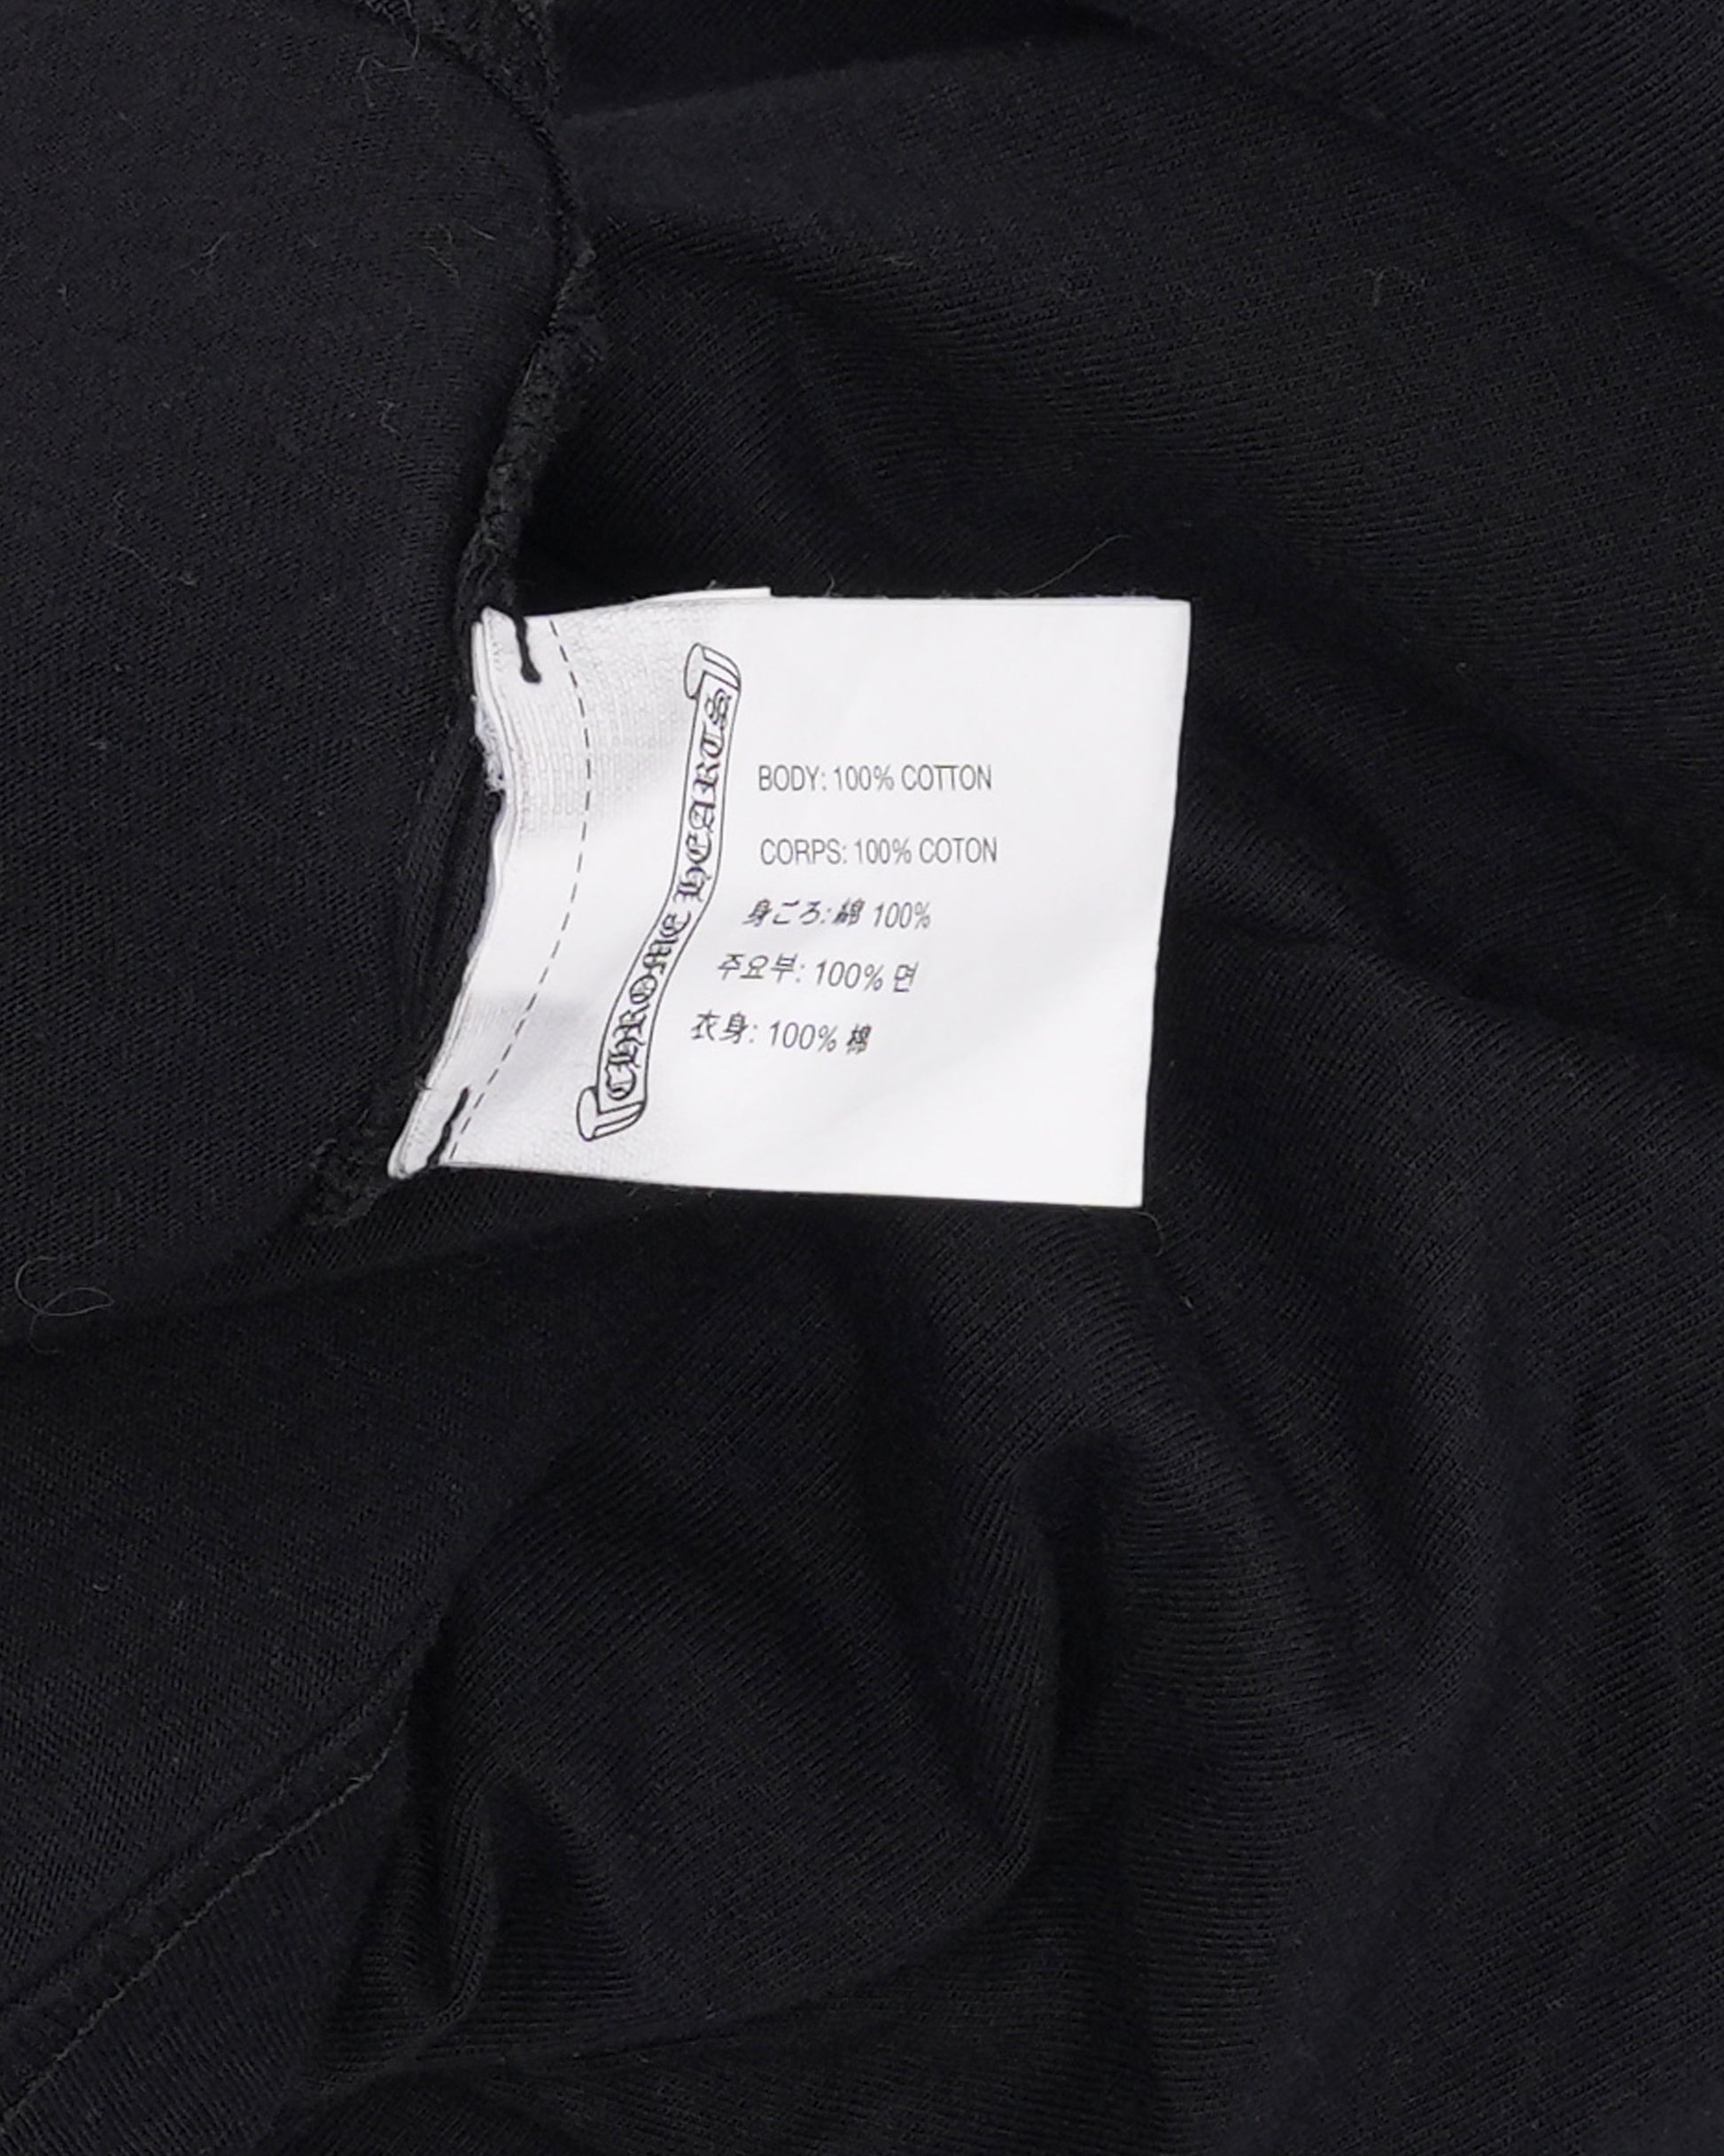 CHROME HEARTS
BODY: 100% COTTON
CORPS: 100% COTON
身ごろ: 綿 100%
주요부: 100% 면
衣身: 100% 棉